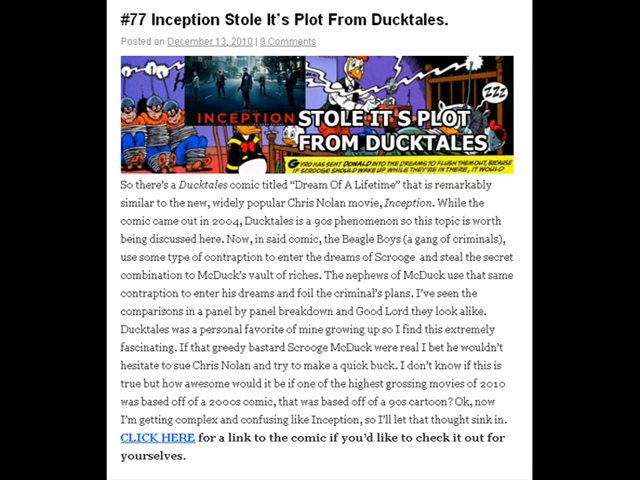 #77 Inception Stole It's Plot From Ducktales.
Posted on December 13, 2010 | 9 Comments
ZZZ
INCEPTION STOLE IT'S PLOT
FROM DUCKTALES
GYRO HAS SENT DONALD INTO THE DREAMS TO FLUSH THEM OUT, BECAUSE
IF SCROOGE SHOULD WAKE UP WHILE THEY'RE IN THERE, IT WOULD
So there's a Ducktales comic titled “Dream Of A Lifetime” that is remarkably
similar to the new, widely popular Chris Nolan movie, Inception. While the
comic came out in 2004, Ducktales is a 90s phenomenon so this topic is worth
being discussed here. Now, in said comic, the Beagle Boys (a gang of criminals),
use some type of contraption to enter the dreams of Scrooge and steal the secret
combination to McDuck's vault of riches. The nephews of McDuck use that same
contraption to enter his dreams and foil the criminal's plans. I've seen the
comparisons in a panel by panel breakdown and Good Lord they look alike.
Ducktales was a personal favorite of mine growing up so I find this extremely
fascinating. If that greedy bastard Scrooge McDuck were real I bet he wouldn't
hesitate to sue Chris Nolan and try to make a quick buck. I don't know if this is
true but how awesome would it be if one of the highest grossing movies of 2010
was based off of a 2000s comic, that was based off of a 90s cartoon? Ok, now
I'm getting complex and confusing like Inception, so I'll let that thought sink in.
CLICK HERE for a link to the comic if you'd like to check it out for
yourselves.